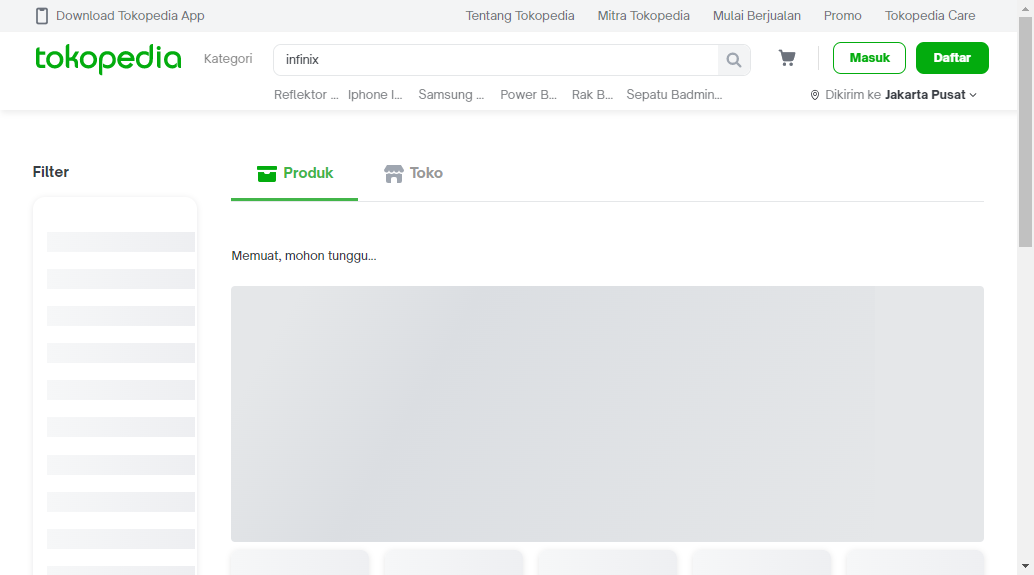 Download Tokopedia App Tentang Tokopedia Mitra Tokopedia Mulai Berjualan Promo Tokopedia Care
tokopedia Kategori infinix Masuk Daftar
Reflektor ... Iphone I... Samsung ... Power B... Rak B... Sepatu Badmin... Dikirim ke Jakarta Pusat
Filter Produk Toko
Memuat, mohon tunggu...